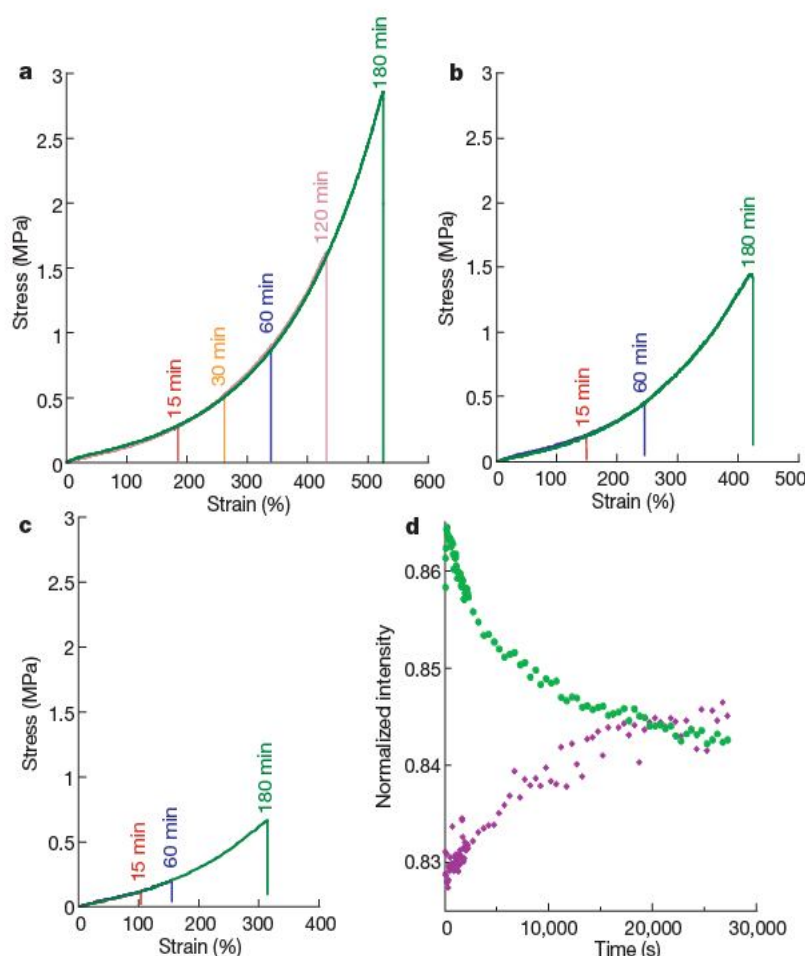 a
3
2.5
2
1.5
1
0.5
0
0 100 200 300 400 500 600
Stress (MPa)
Strain (%)
15 min
30 min
60 min
120 min
180 min
b
3
2.5
2
1.5
1
0.5
0
0 100 200 300 400 500
Stress (MPa)
Strain (%)
15 min
60 min
180 min
c
3
2.5
2
1.5
1
0.5
0
0 100 200 300 400
Stress (MPa)
Strain (%)
15 min
60 min
180 min
d
0.86
0.85
0.84
0.83
0 10,000 20,000 30,000
Normalized intensity
Time (s)